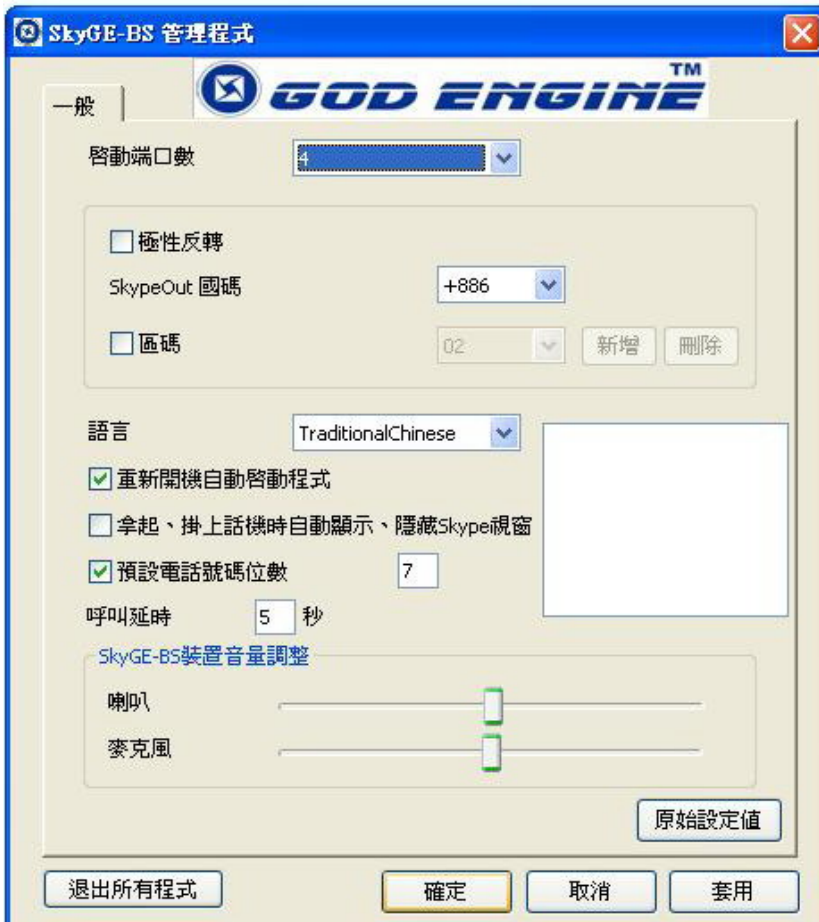 SkyGE-BS 管理程式
GOD ENGINE™
一般
啓動端口數 4
極性反轉
SkypeOut 國碼 +886
區碼 02 新增 刪除
語言 TraditionalChinese
重新開機自動啓動程式
拿起、掛上話機時自動顯示、隱藏Skype視窗
預設電話號碼位數 7
呼叫延時 5 秒
SkyGE-BS裝置音量調整
喇叭
麥克風
原始設定值
退出所有程式 確定 取消 套用